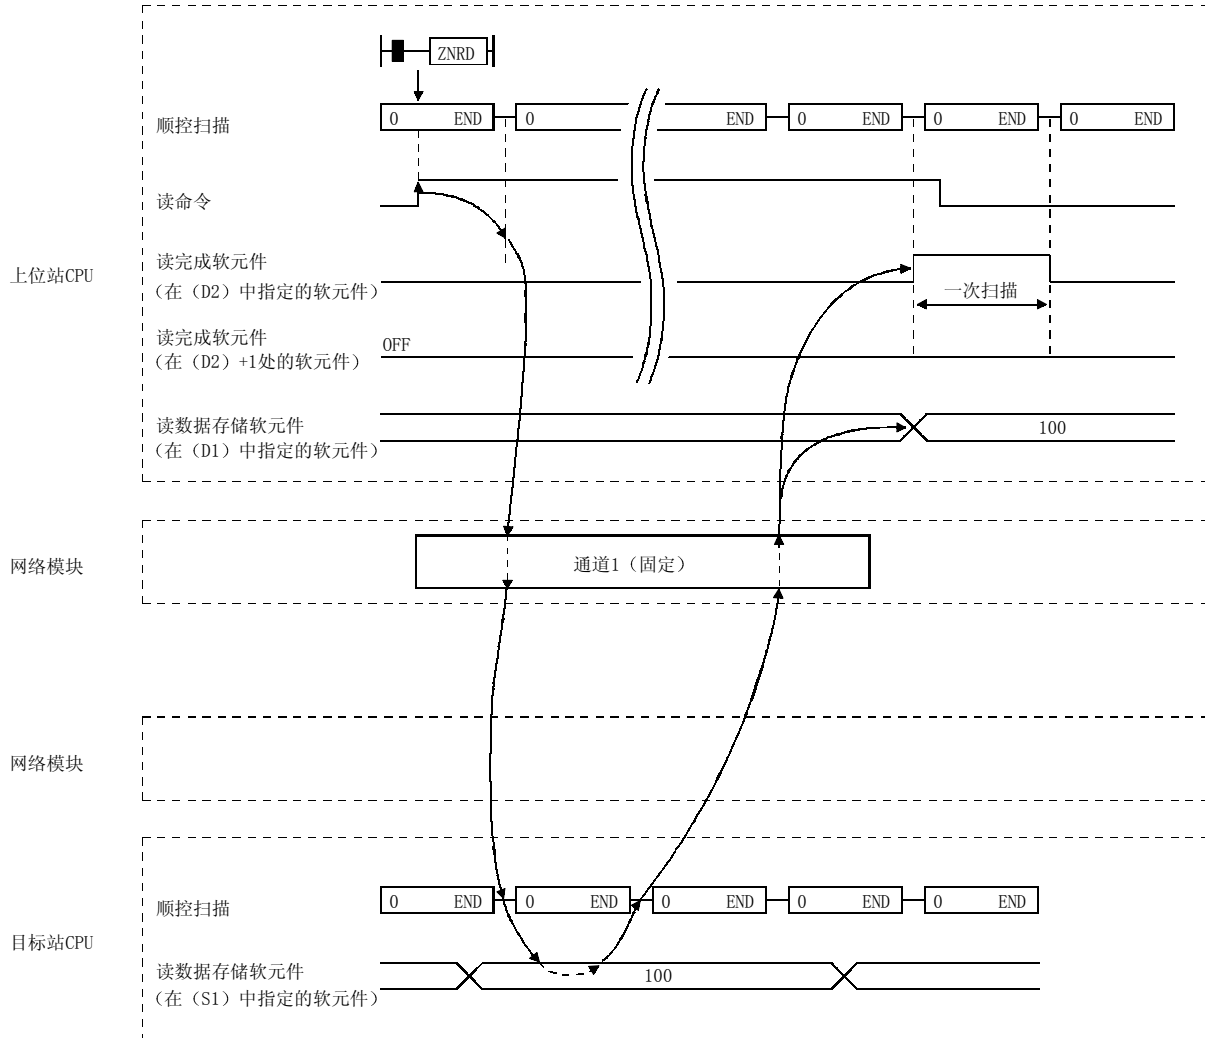 ZNRD
顺控扫描
0 END 0 END 0 END 0 END 0 END
读命令
上位站CPU
读完成软元件
(在（D2）中指定的软元件）
一次扫描
读完成软元件
(在（D2）+1处的软元件）
OFF
读数据存储软元件
(在（D1）中指定的软元件）
100
网络模块
通道1（固定）
网络模块
顺控扫描
0 END 0 END 0 END 0 END 0 END
目标站CPU
读数据存储软元件
(在（S1）中指定的软元件）
100